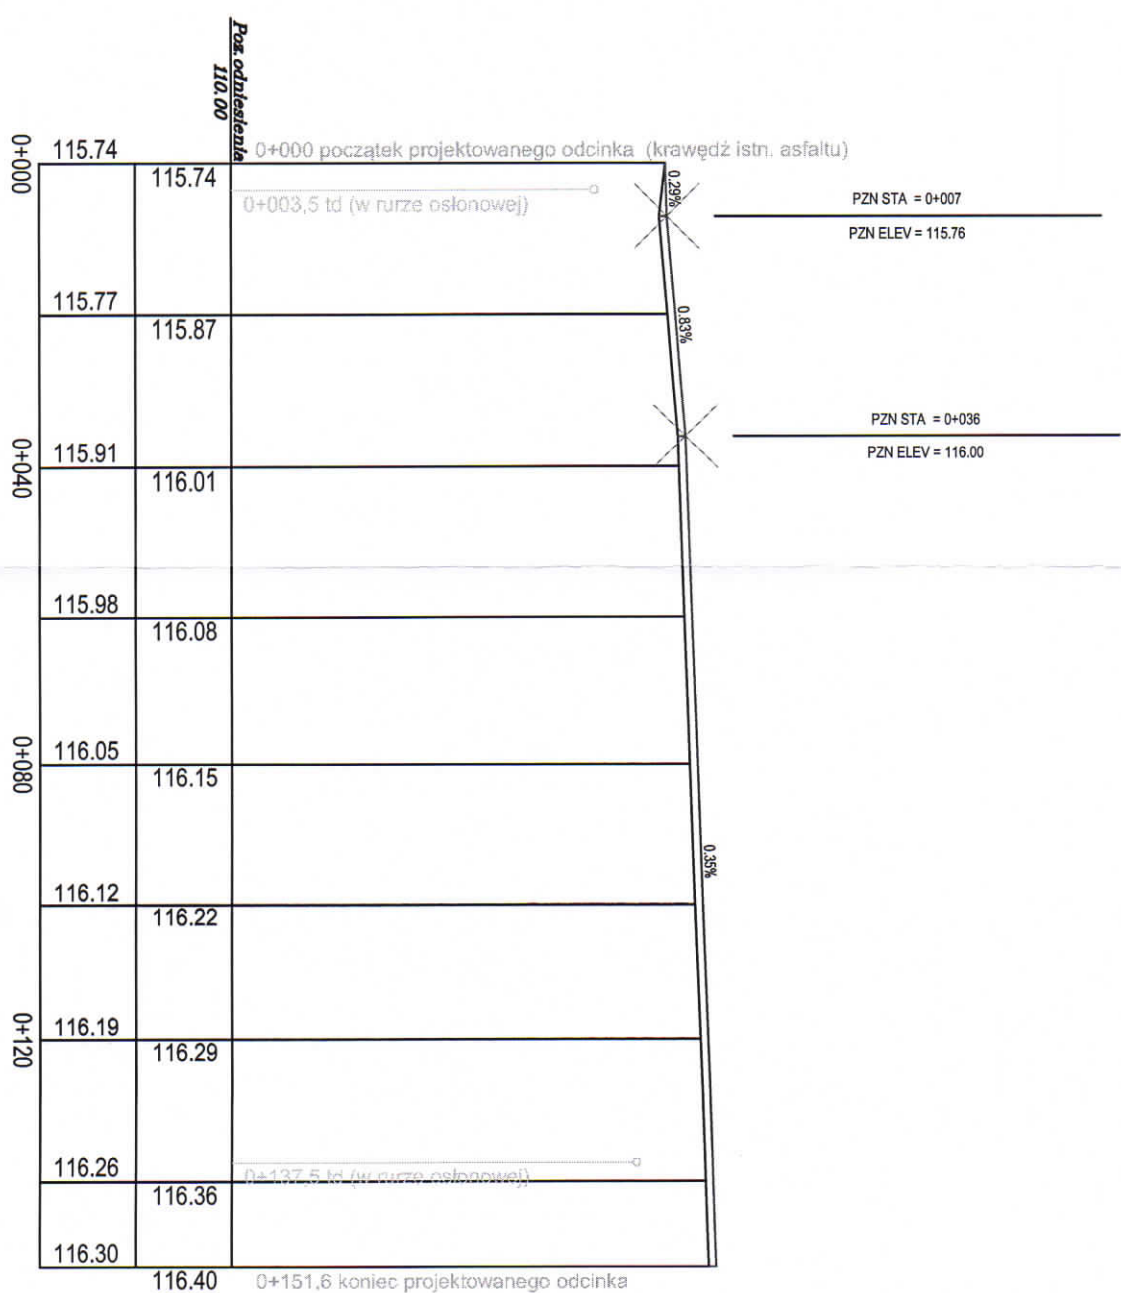 Poz. odniesienia
110.00
0+000
115.74
115.74
0+000 początek projektowanego odcinka (krawędź istn. asfaltu)
0+003,5 td (w rurze osłonowej)
0.29%
PZN STA = 0+007
PZN ELEV = 115.76
115.77
115.87
0.83%
PZN STA = 0+036
PZN ELEV = 116.00
0+040
115.91
116.01
115.98
116.08
0+080
116.05
116.15
0.35%
116.12
116.22
0+120
116.19
116.29
0+137,5 td (w rurze osłonowej)
116.26
116.36
116.30
116.40
0+151,6 koniec projektowanego odcinka